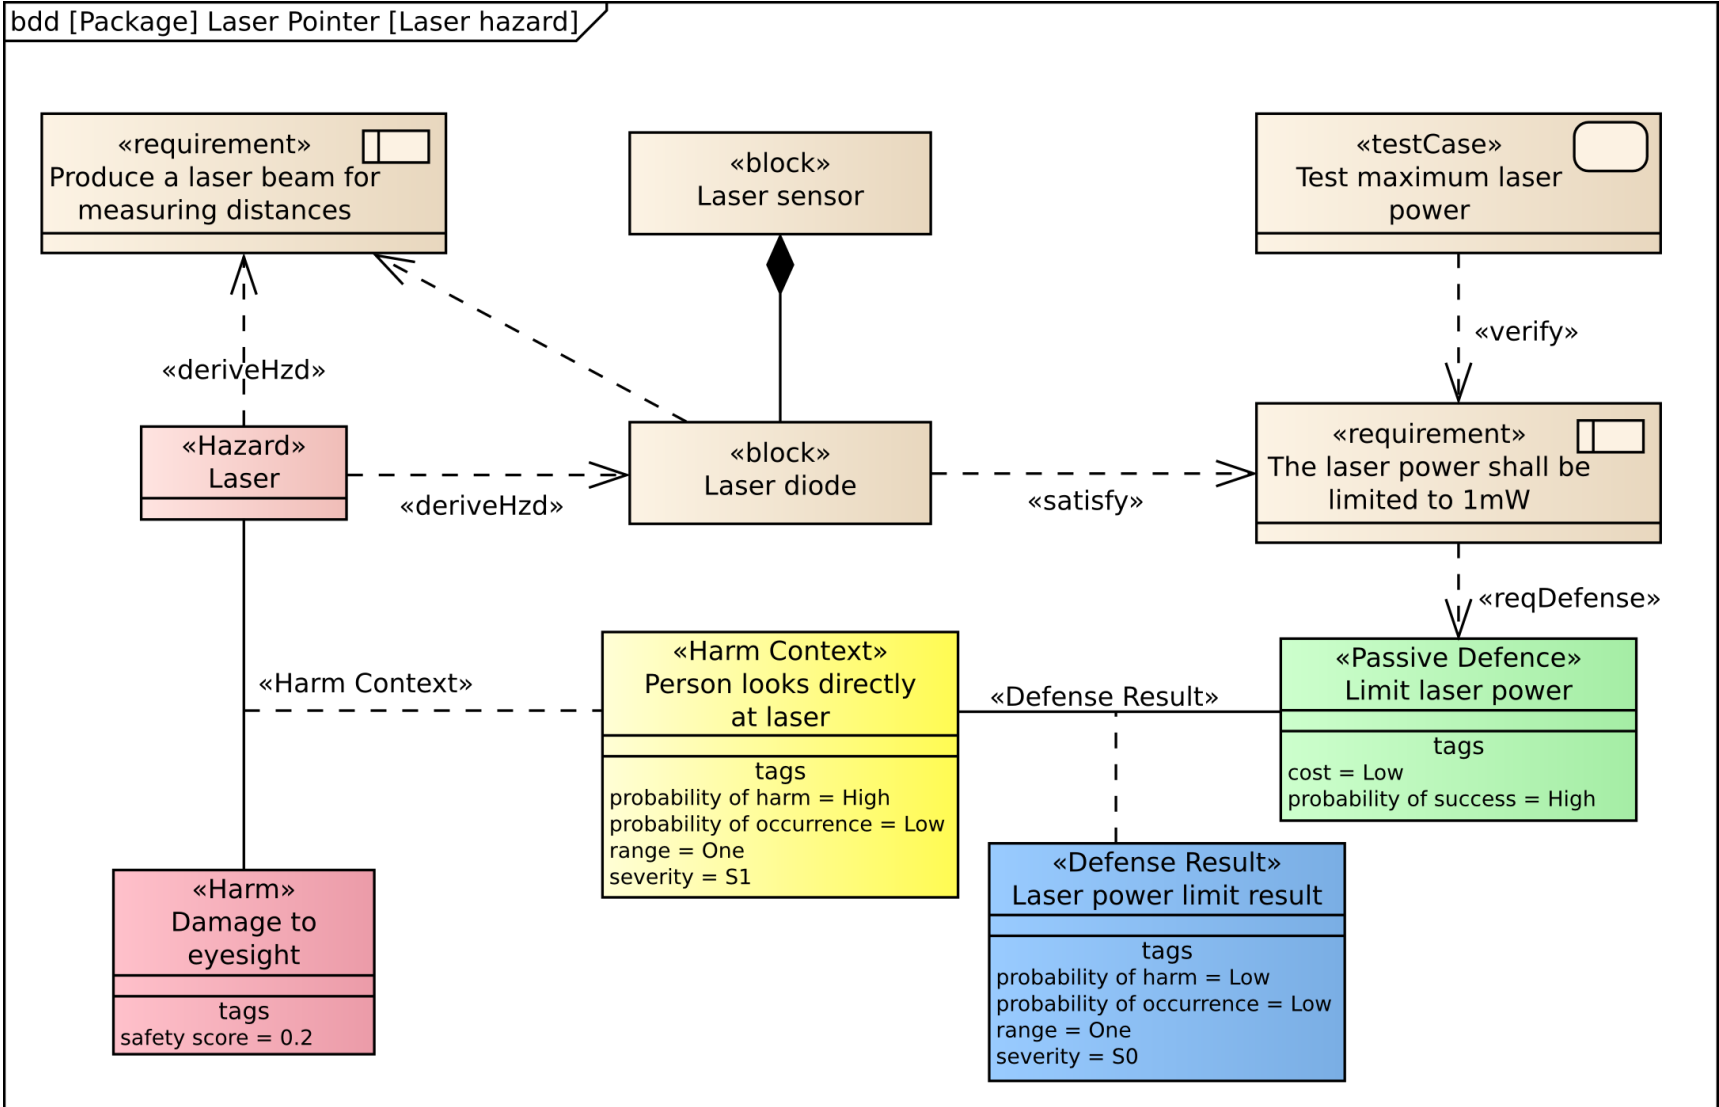 bdd [Package] Laser Pointer [Laser hazard]
«requirement»
Produce a laser beam for
measuring distances
«block»
Laser sensor
«testCase»
Test maximum laser
power
«verify»
«deriveHzd»
«Hazard»
Laser
«deriveHzd»
«block»
Laser diode
«satisfy»
«requirement»
The laser power shall be
limited to 1mW
«reqDefense»
«Harm Context»
«Harm Context»
Person looks directly
at laser
tags
probability of harm = High
probability of occurrence = Low
range = One
severity = S1
«Defense Result»
«Passive Defence»
Limit laser power
tags
cost = Low
probability of success = High
«Harm»
Damage to
eyesight
tags
safety score = 0.2
«Defense Result»
Laser power limit result
tags
probability of harm = Low
probability of occurrence = Low
range = One
severity = S0